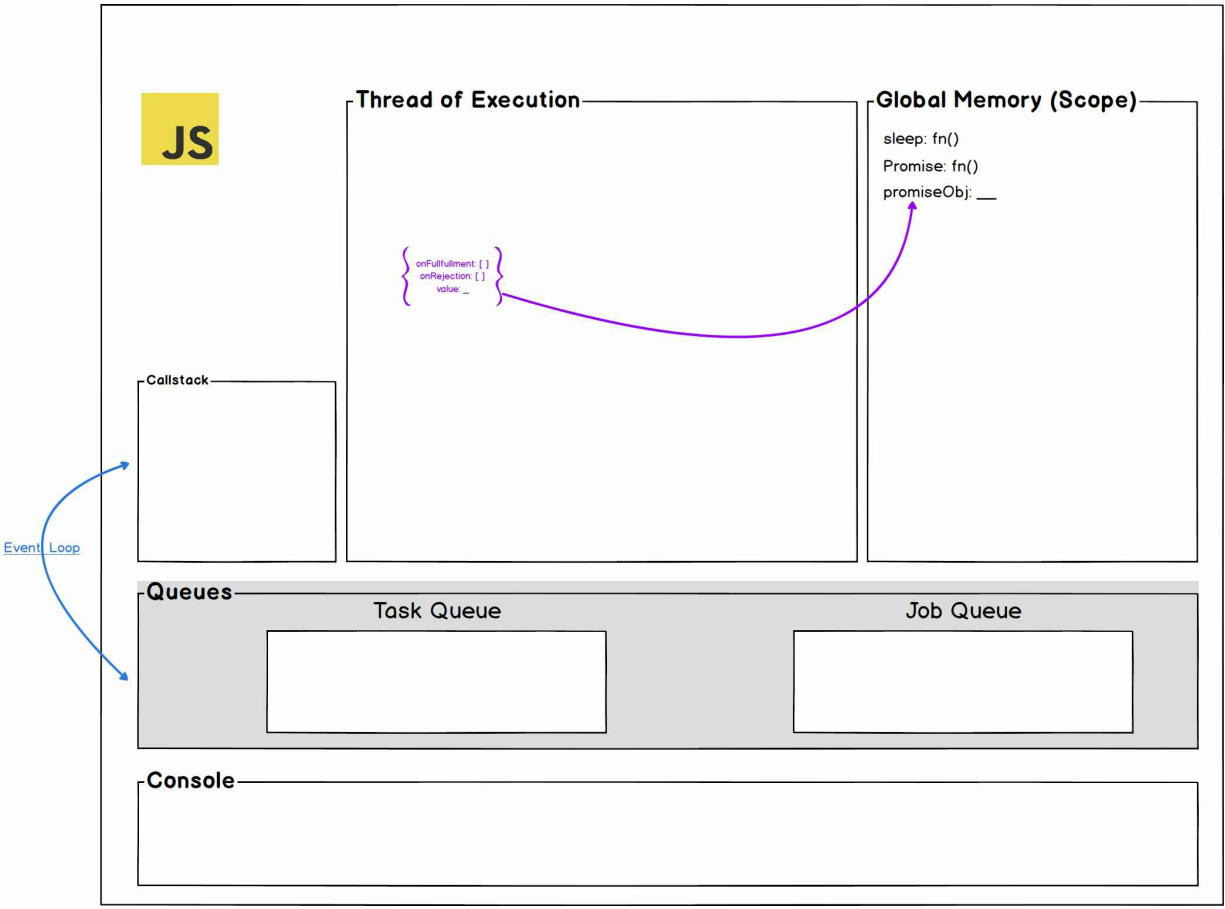 JS
Thread of Execution
Global Memory (Scope)
sleep: fn()
Promise: fn()
promiseObj: __
onFullfullment: [ ]
onRejection: [ ]
value: _
Callstack
Event Loop
Queues
Task Queue
Job Queue
Console